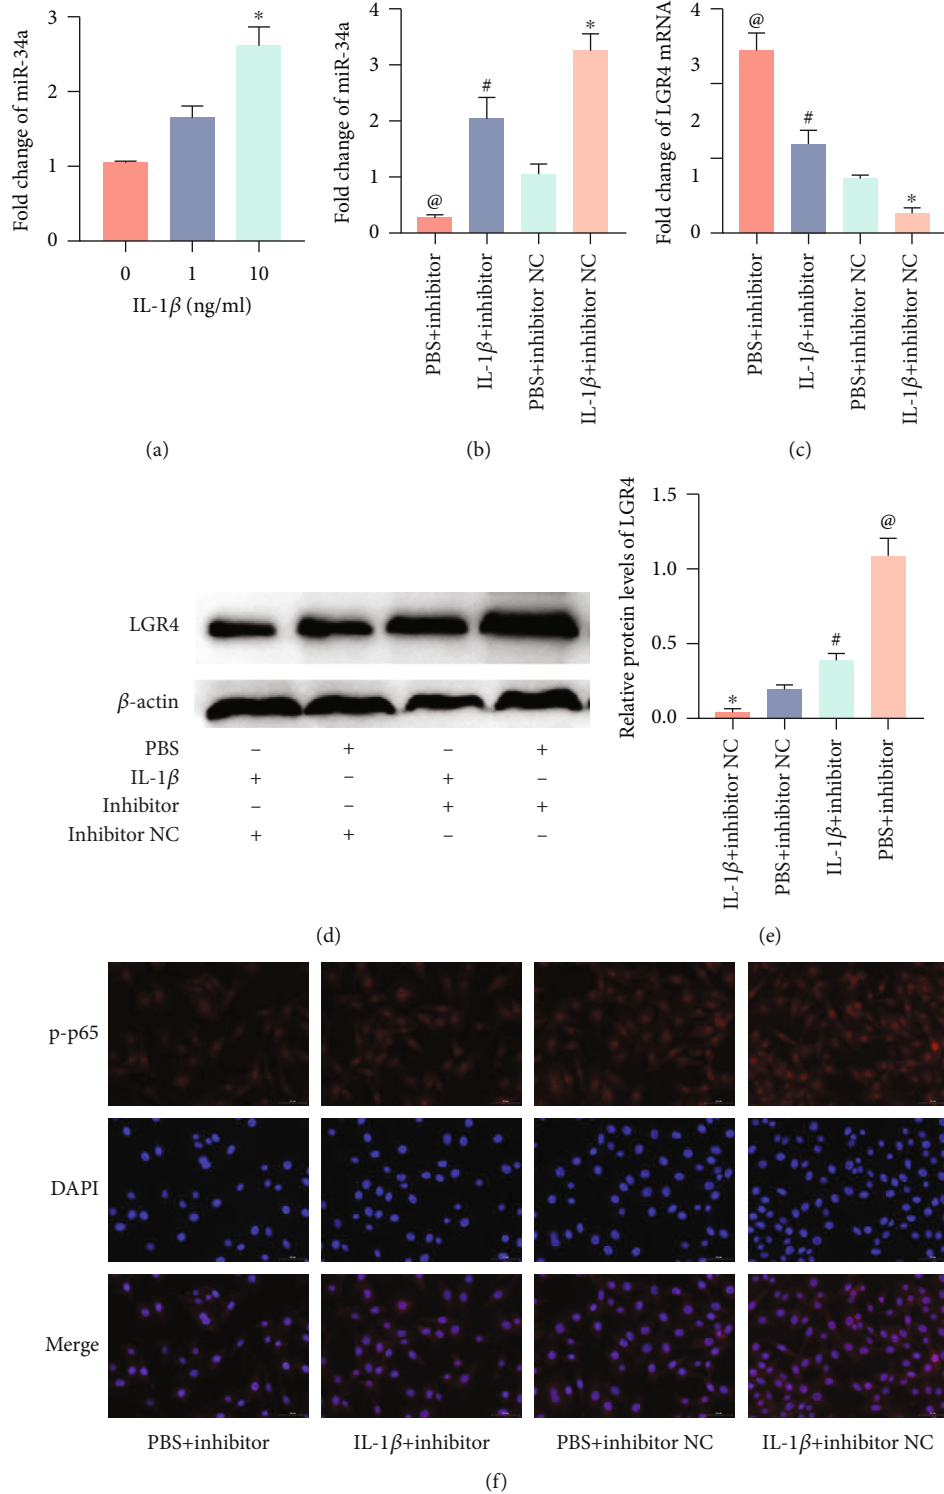 Fold change of miR-34a
3
2
1
0
*
0 1 10
IL-1β (ng/ml)
(a)
Fold change of miR-34a
4
3
2
1
0
@
#
*
PBS+inhibitor
IL-1β+inhibitor
PBS+inhibitor NC
IL-1β+inhibitor NC
(b)
Fold change of LGR4 mRNA
4
3
2
1
0
4
@
#
*
PBS+inhibitor
IL-1β+inhibitor
PBS+inhibitor NC
IL-1β+inhibitor NC
(c)
LGR4
β-actin
PBS – + – +
IL-1β + – + –
Inhibitor – – + +
Inhibitor NC + + – –
(d)
Relative protein levels of LGR4
1.5
1.0
0.5
0.0
*
#
@
IL-1β+inhibitor NC
PBS+inhibitor NC
IL-1β+inhibitor
PBS+inhibitor
(e)
p-p65
DAPI
Merge
PBS+inhibitor IL-1β+inhibitor PBS+inhibitor NC IL-1β+inhibitor NC
(f)